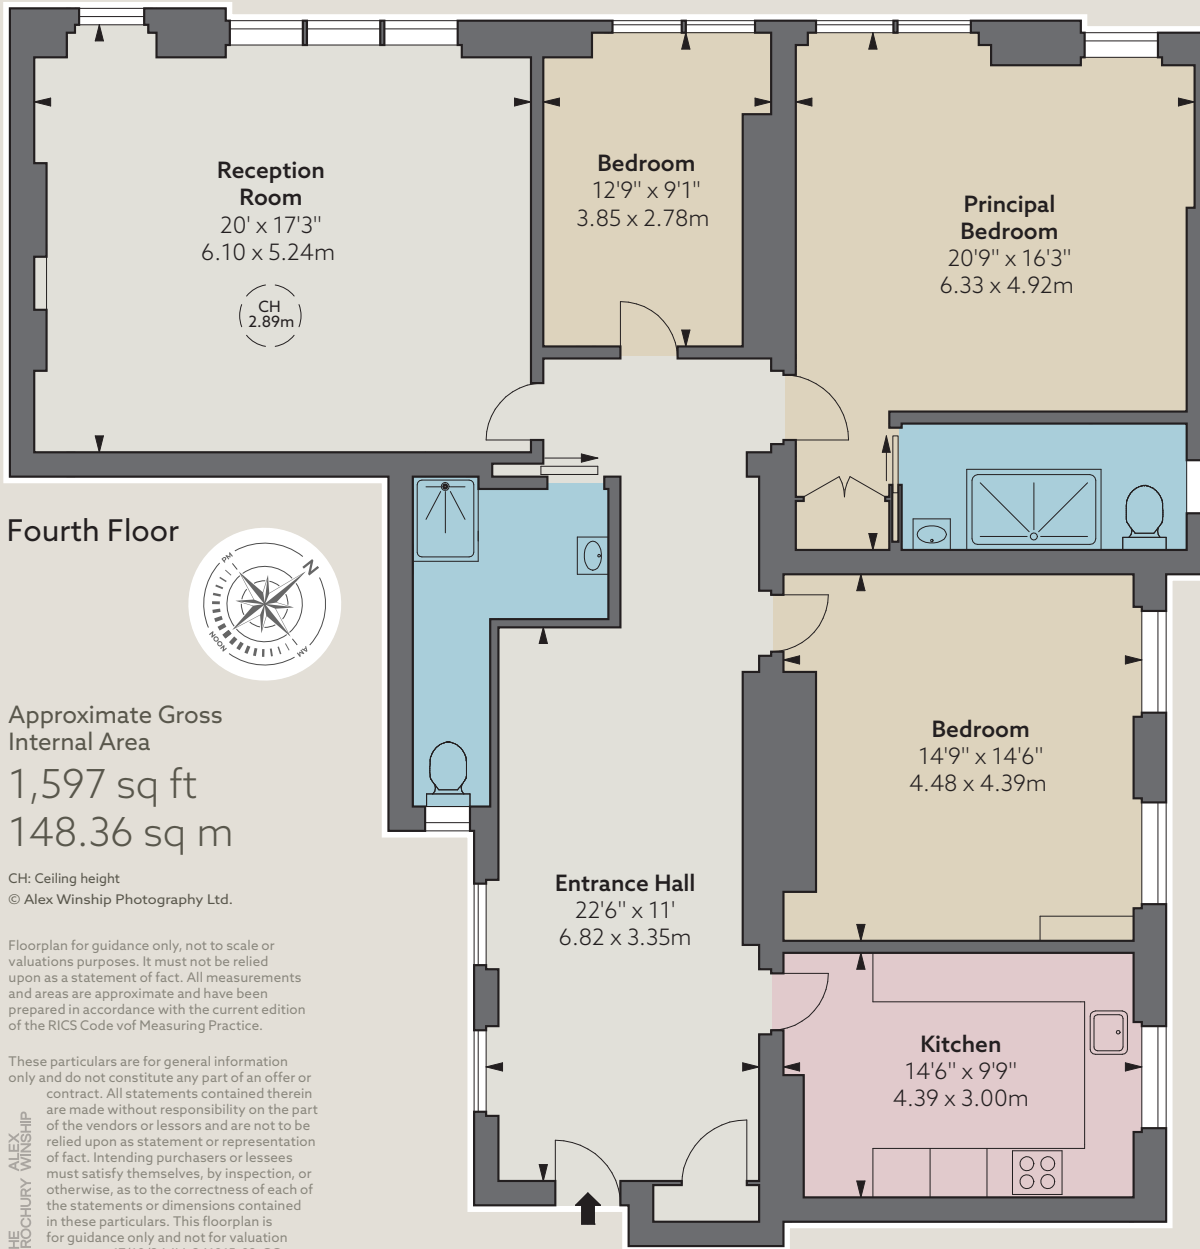 Reception
Room
20' x 17'3"
6.10 x 5.24m
CH
2.89m
Bedroom
12'9" x 9'1"
3.85 x 2.78m
Principal
Bedroom
20'9" x 16'3"
6.33 x 4.92m
Fourth Floor
PM
N
NOON
AM
Approximate Gross
Internal Area
1,597 sq ft
148.36 sq m
CH: Ceiling height
© Alex Winship Photography Ltd.
Bedroom
14'9" x 14'6"
4.48 x 4.39m
Entrance Hall
22'6" x 11'
6.82 x 3.35m
Kitchen
14'6" x 9'9"
4.39 x 3.00m
Floorplan for guidance only, not to scale or
valuations purposes. It must not be relied
upon as a statement of fact. All measurements
and areas are approximate and have been
prepared in accordance with the current edition
of the RICS Code vof Measuring Practice.
These particulars are for general information
only and do not constitute any part of an offer or
contract. All statements contained therein
are made without responsibility on the part
of the vendors or lessors and are not to be
relied upon as statement or representation
of fact. Intending purchasers or lessees
must satisfy themselves, by inspection, or
otherwise, as to the correctness of each of
the statements or dimensions contained
in these particulars. This floorplan is
for guidance only and not for valuation
ALEX
WINSHIP
HE
ROCHURY